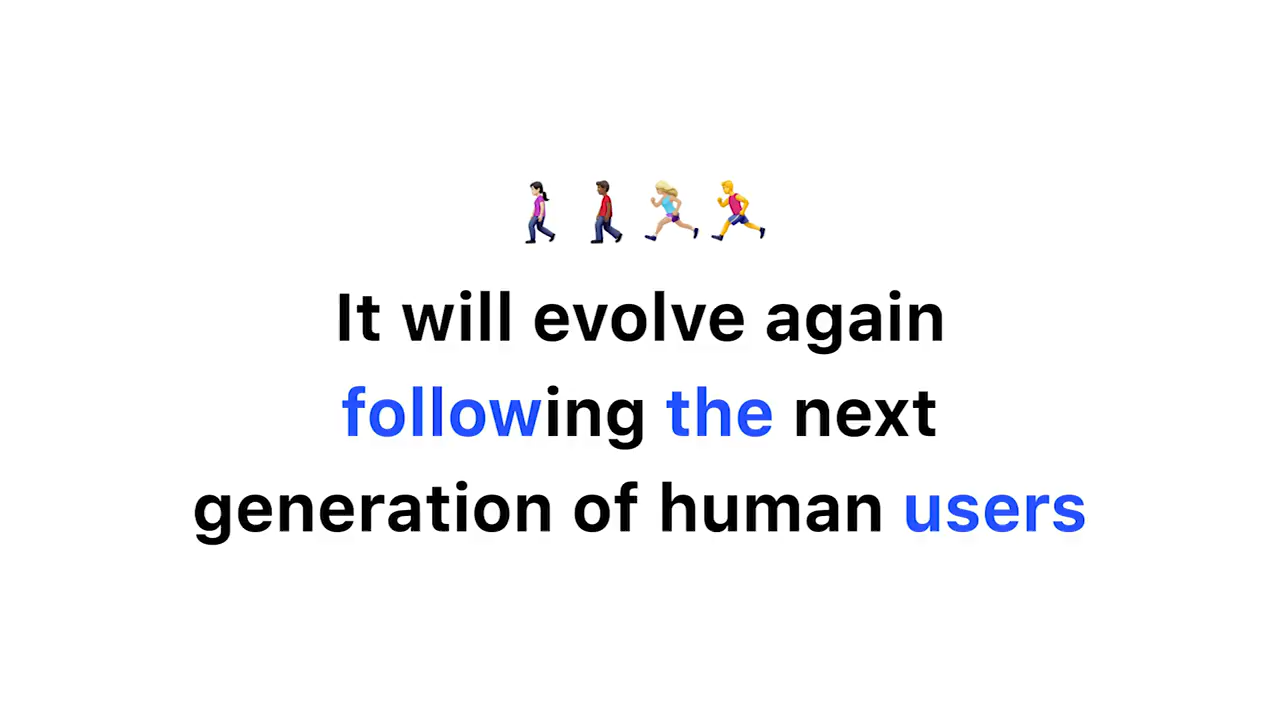 It will evolve again
following the next
generation of human users